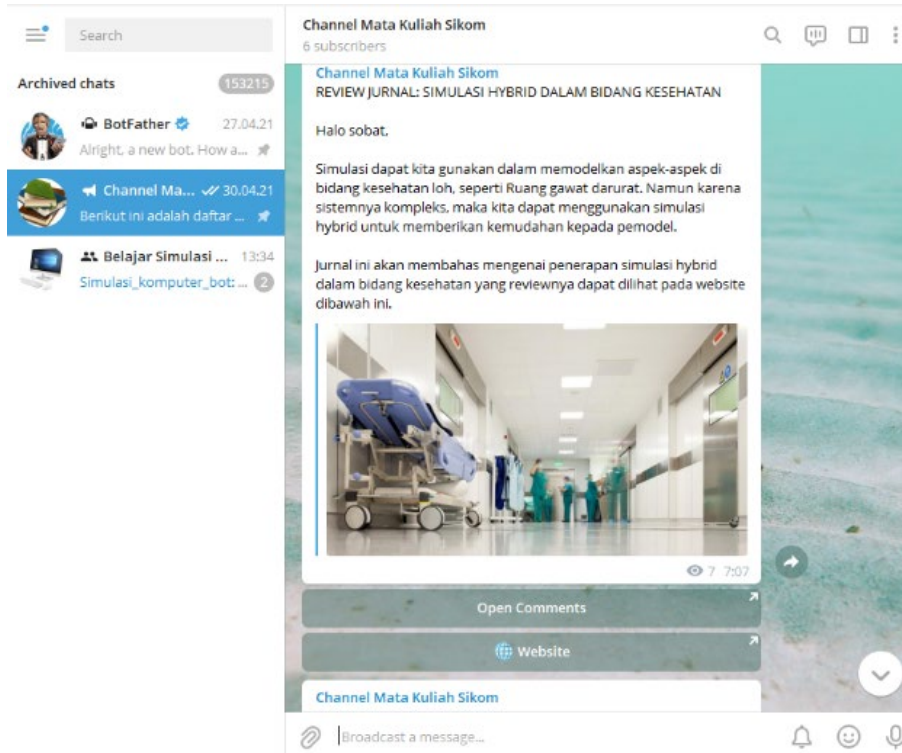 Search
Archived chats
153215
BotFather
27.04.21
Alright, a new bot. How a...
Channel Ma...
30.04.21
Berikut ini adalah daftar ...
Belajar Simulasi ...
13:34
Simulasi_komputer_bot: ...
2
Channel Mata Kuliah Sikom
6 subscribers
Channel Mata Kuliah Sikom
REVIEW JURNAL: SIMULASI HYBRID DALAM BIDANG KESEHATAN
Halo sobat,
Simulasi dapat kita gunakan dalam memodelkan aspek-aspek di
bidang kesehatan loh, seperti Ruang gawat darurat. Namun karena
sistemnya kompleks, maka kita dapat menggunakan simulasi
hybrid untuk memberikan kemudahan kepada pemodel.
Jurnal ini akan membahas mengenai penerapan simulasi hybrid
dalam bidang kesehatan yang reviewnya dapat dilihat pada website
dibawah ini.
7 7:07
Open Comments
Website
Channel Mata Kuliah Sikom
Broadcast a message...